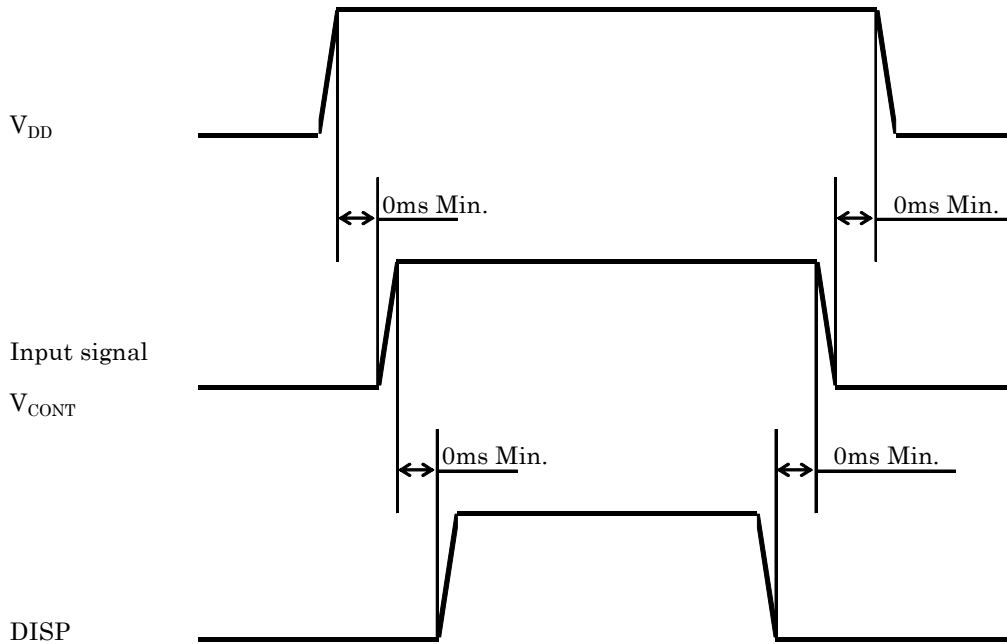 V_DD
0ms Min.
0ms Min.
Input signal
V_CONT
0ms Min.
0ms Min.
DISP